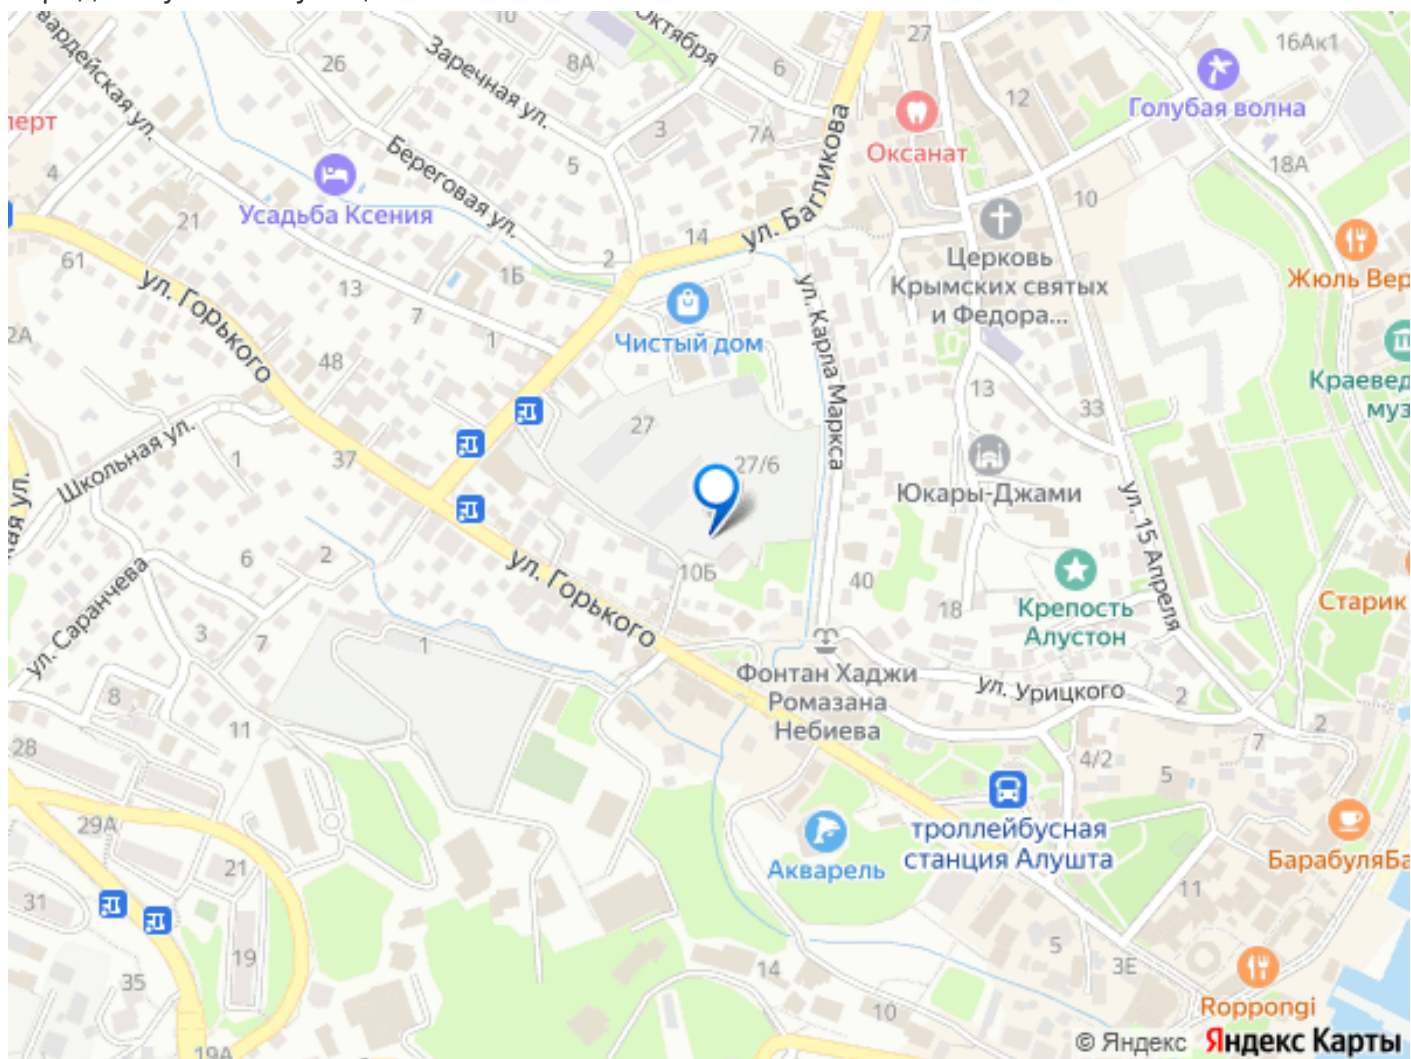 10
Октября
16Ак1
27
вардейская ул.
Заречная ул.
26
8А
6
12
Голубая волна
перт
3
7А
ул. Багликова
Оксанат
4
Береговая ул.
5
18А
10
Усадьба Ксения
21
14
2
Церковь
Крымских святых
и Федора...
61
1Б
Жюль Вер
ул. Горького
13
7
1
Чистый дом
ул. Карла Маркса
2А
48
13
Краевед
муз
33
27
Школьная ул.
1
37
27/6
Юкары-Джами
ул. 15 Апреля
кая ул.
6
2
ул. Горького
10Б
40
18
Крепость
Алустон
Старик
ул. Саранчева
3
7
1
Фонтан Хаджи
Ромазана
Небиева
ул. Урицкого
2
8
11
2
28
4/2
7
5
29А
троллейбусная
станция Алушта
Акварель
БарабуляБа
21
11
31
19
5
3Е
35
14
10
Roppongi
19А
© Яндекс Яндекс Карты